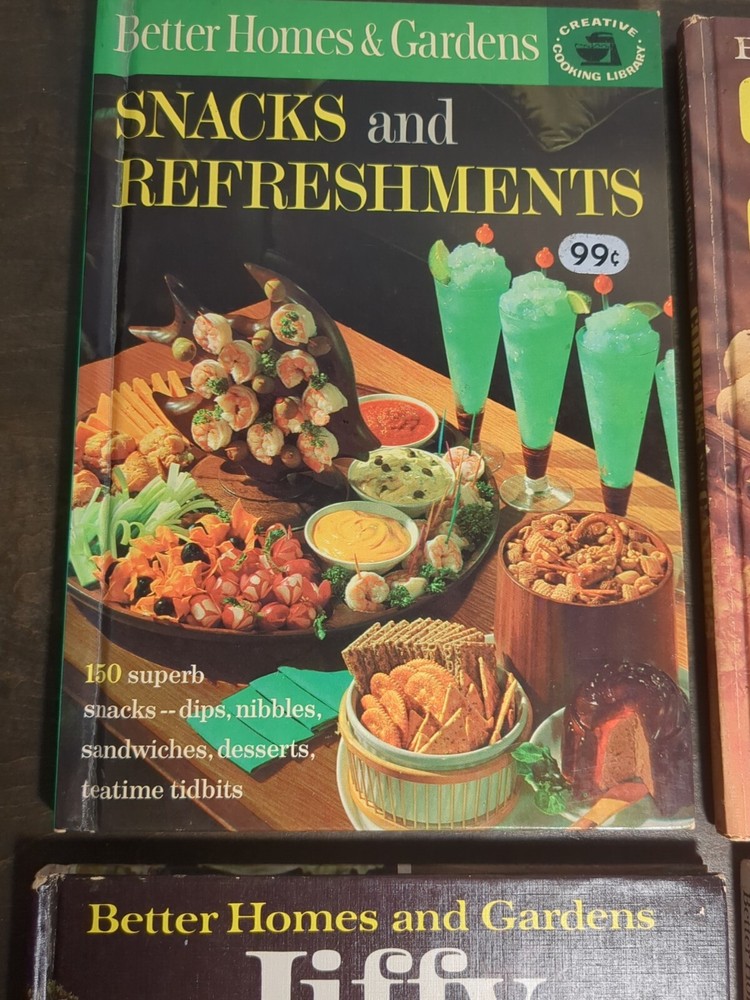 Better Homes & Gardens
CREATIVE
COOKING LIBRARY
SNACKS and
REFRESHMENTS
99¢
150 superb
snacks--dips, nibbles,
sandwiches, desserts,
teatime tidbits
Better Homes and Gardens
Jiffy